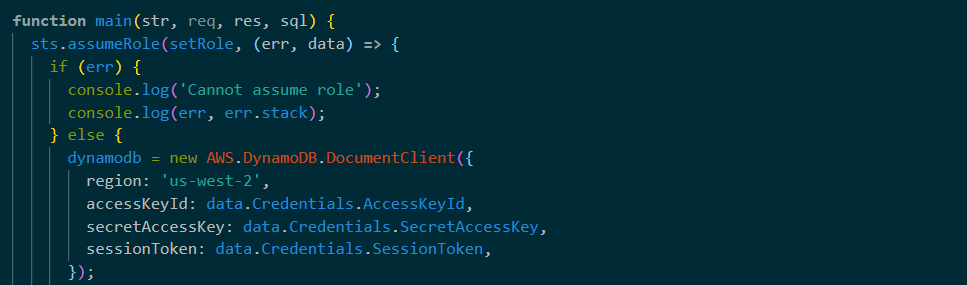 function main(str, req, res, sql) {
sts.assumeRole(setRole, (err, data) => {
if (err) {
console.log('Cannot assume role');
console.log(err, err.stack);
} else {
dynamodb = new AWS.DynamoDB.DocumentClient({
region: 'us-west-2',
accessKeyId: data.Credentials.AccessKeyId,
secretAccessKey: data.Credentials.SecretAccessKey,
sessionToken: data.Credentials.SessionToken,
});